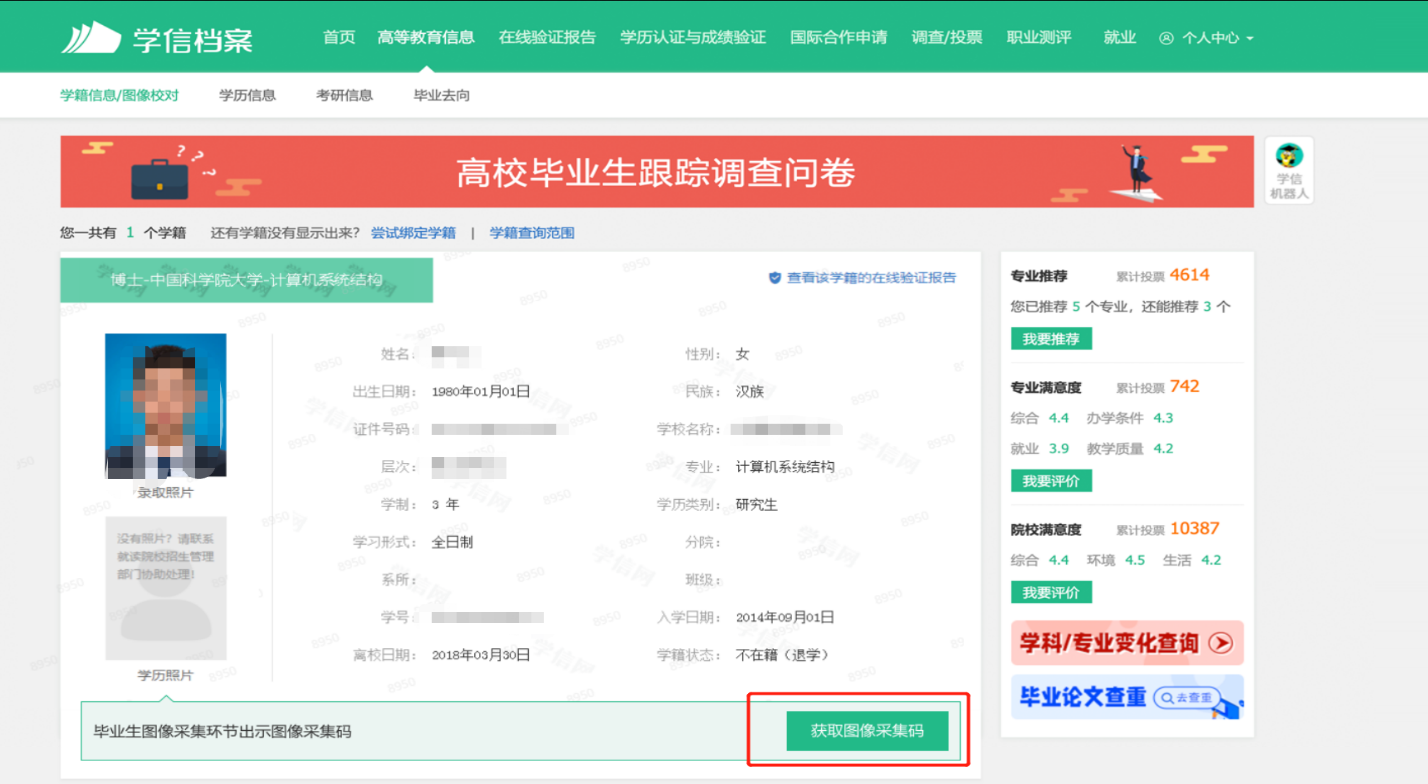 学信档案
首页 高等教育信息 在线验证报告 学历认证与成绩验证 国际合作申请 调查/投票 职业测评 就业 个人中心
学籍信息/图像校对 学历信息 考研信息 毕业去向
? ? ?
高校毕业生跟踪调查问卷
学信
机器人
您一共有 1 个学籍 还有学籍没有显示出来? 尝试绑定学籍 | 学籍查询范围
博士-中国科学院大学-计算机系统结构
查看该学籍的在线验证报告
姓名: 性别: 女
出生日期: 1980年01月01日 民族: 汉族
证件号码: 学校名称:
层次: 专业: 计算机系统结构
录取照片
学制: 3 年 学历类别: 研究生
学习形式: 全日制 分院:
没有照片?请联系
就读院校招生管理
部门协助处理!
系所: 班级:
学号: 入学日期: 2014年09月01日
离校日期: 2018年03月30日 学籍状态: 不在籍(退学)
学历照片
毕业生图像采集环节出示图像采集码 获取图像采集码
专业推荐 累计投票 4614
您已推荐 5 个专业,还能推荐 3 个
我要推荐
专业满意度 累计投票 742
综合 4.4 办学条件 4.3
就业 3.9 教学质量 4.2
我要评价
院校满意度 累计投票 10387
综合 4.4 环境 4.5 生活 4.2
我要评价
学科/专业变化查询
毕业论文查重 去查重
学信网
8950